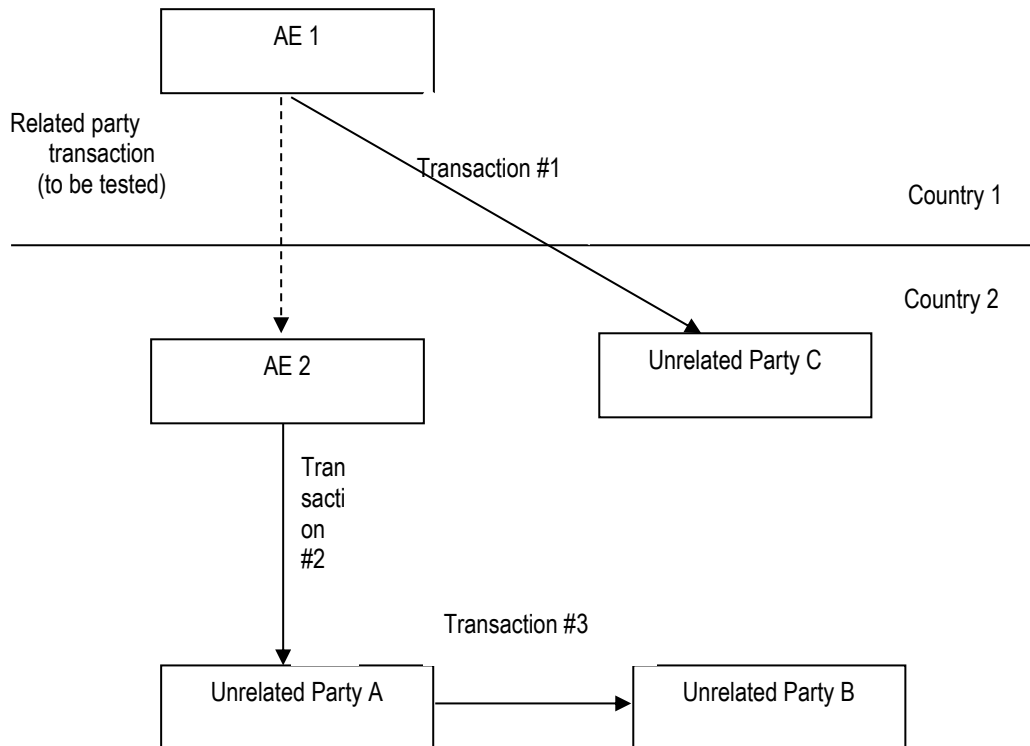 AE 1
Related party
transaction
(to be tested)
Transaction #1
Country 1
Country 2
AE 2
Unrelated Party C
Tran
sacti
on
#2
Transaction #3
Unrelated Party A
Unrelated Party B